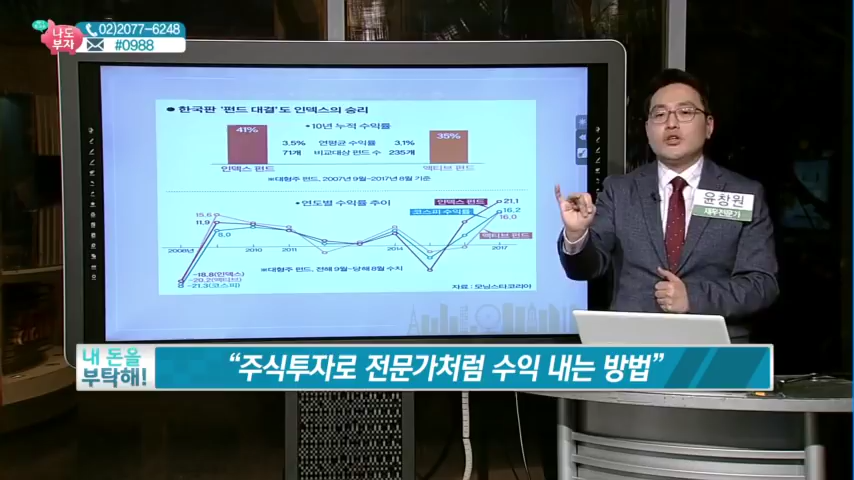 나도
부자
02)2077-6248
#0988
● 한국판 '펀드 대결'도 인덱스의 승리
•10년 누적 수익률
41%
35%
3.5% 연평균 수익률 3.1%
71개 비교대상 펀드 수 235개
인덱스 펀드
액티브 펀드
※대형주 펀드, 2007년 9월~2017년 8월 기준
•연도별 수익률 추이
인덱스 펀드
21.1
코스피 수익률
16.2
16.0
액티브 펀드
15.6
11.9
8.0
2008년
2010
2011
2014
2017
-18.8(인덱스)
-20.2(액티브)
-21.3(코스피)
※대형주 펀드, 전해 9월~당해 8월 수치
자료 : 모닝스타코리아
윤창원
재무전문가
내 돈을
부탁해!
“주식투자로 전문가처럼 수익 내는 방법”